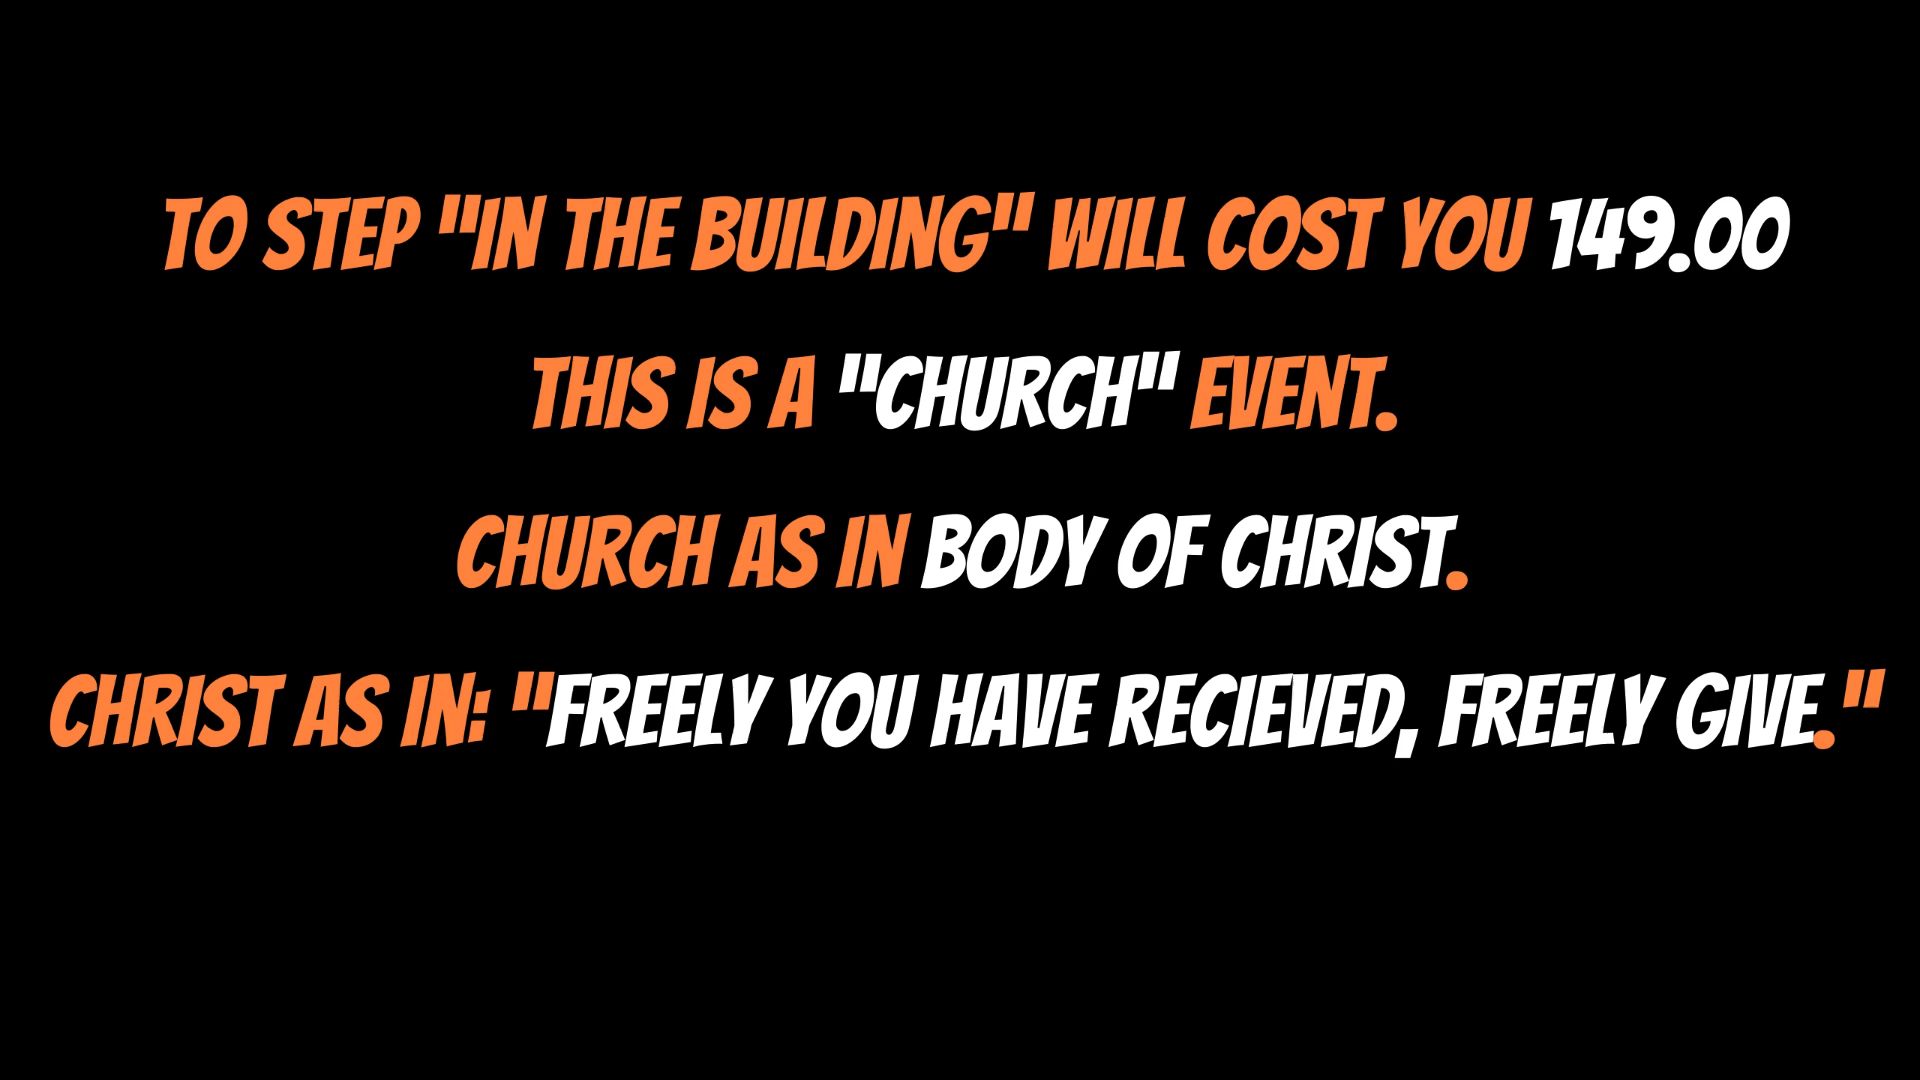 TO STEP "IN THE BUILDING" WILL COST YOU 149.00
THIS IS A "CHURCH" EVENT.
CHURCH AS IN BODY OF CHRIST.
CHRIST AS IN: "FREELY YOU HAVE RECIEVED, FREELY GIVE."